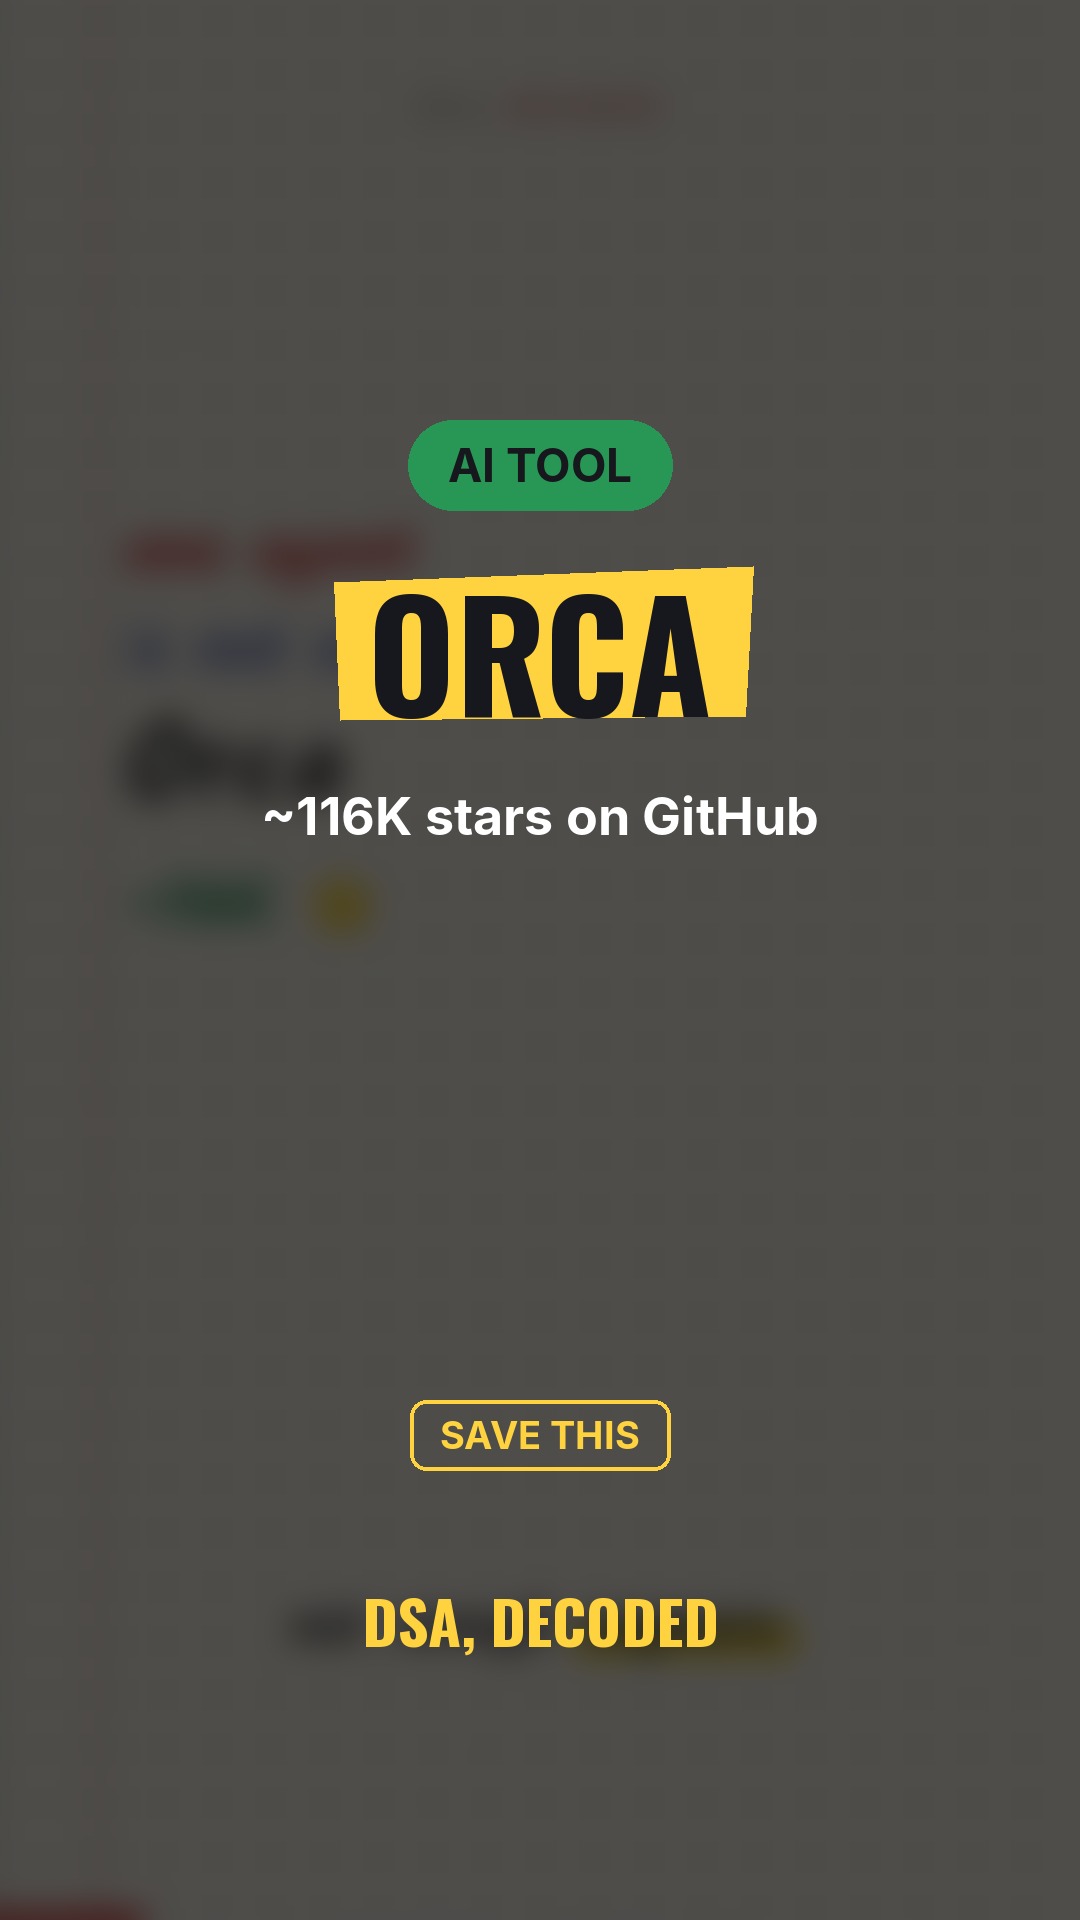 AI TOOL
ORCA
~116K stars on GitHub
SAVE THIS
DSA, DECODED